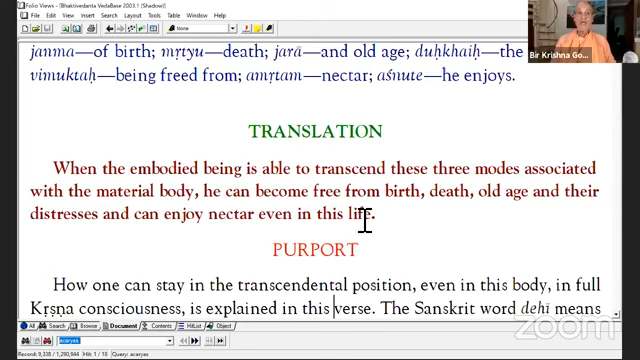 Folio Views - [Bhaktivedanta VedaBase 2003.1 (Shadow)]
File Edit View Search Layout Tools Window Help
None
Bir Krishna Go...
janma—of birth; mṛtyu—death; jarā—and old age; duḥkhaiḥ—the
vimuktaḥ—being freed from; amṛtam—nectar; aśnute—he enjoys.
TRANSLATION
When the embodied being is able to transcend these three modes associated
with the material body, he can become free from birth, death, old age and their
distresses and can enjoy nectar even in this life.
PURPORT
How one can stay in the transcendental position, even in this body, in full
Kṛṣṇa consciousness, is explained in this verse. The Sanskrit word dehī means
All Browse Search Document Contents Hit List Object
acaryas
Record: 9,338 / 1,290,944 Hit: 1 / 18 Query: acaryas
zoom